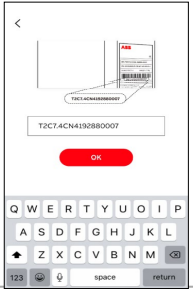 ABB
T2C7.4CN4192880007
T2C7.4CN4192880007
OK
Q W E R T Y U O I P
A S D F G H J K L
Z X C V B N M
123 space return